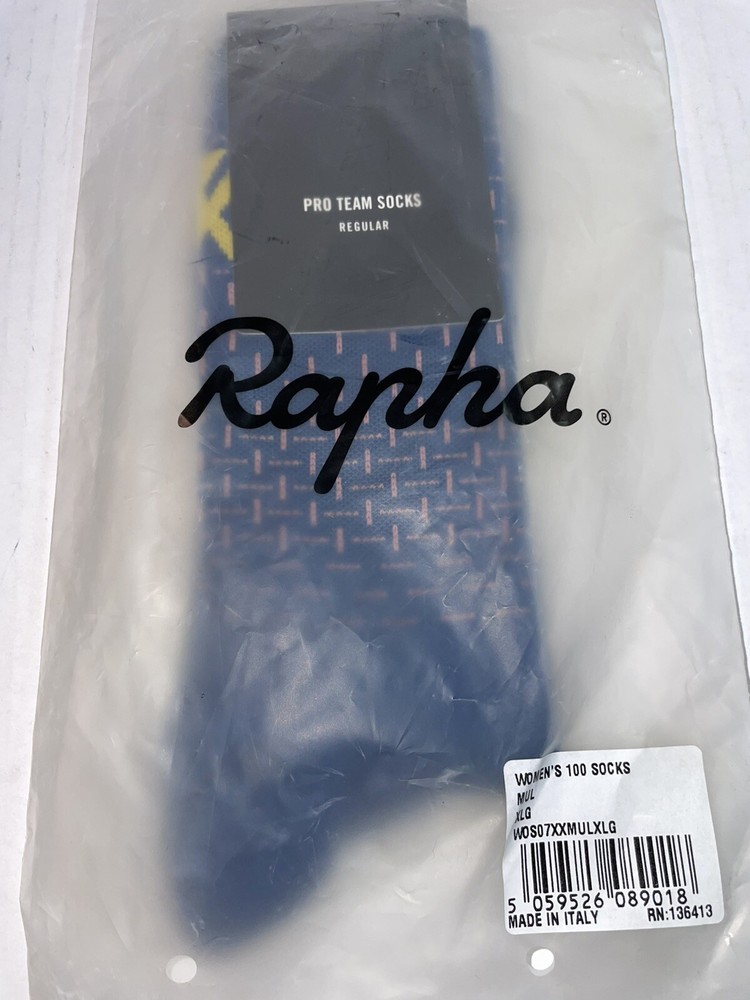 PRO TEAM SOCKS
REGULAR
Rapha®
WOMEN'S 100 SOCKS
MUL
XLG
WOS07XXMULXLG
5 059526 089018
MADE IN ITALY RN:136413